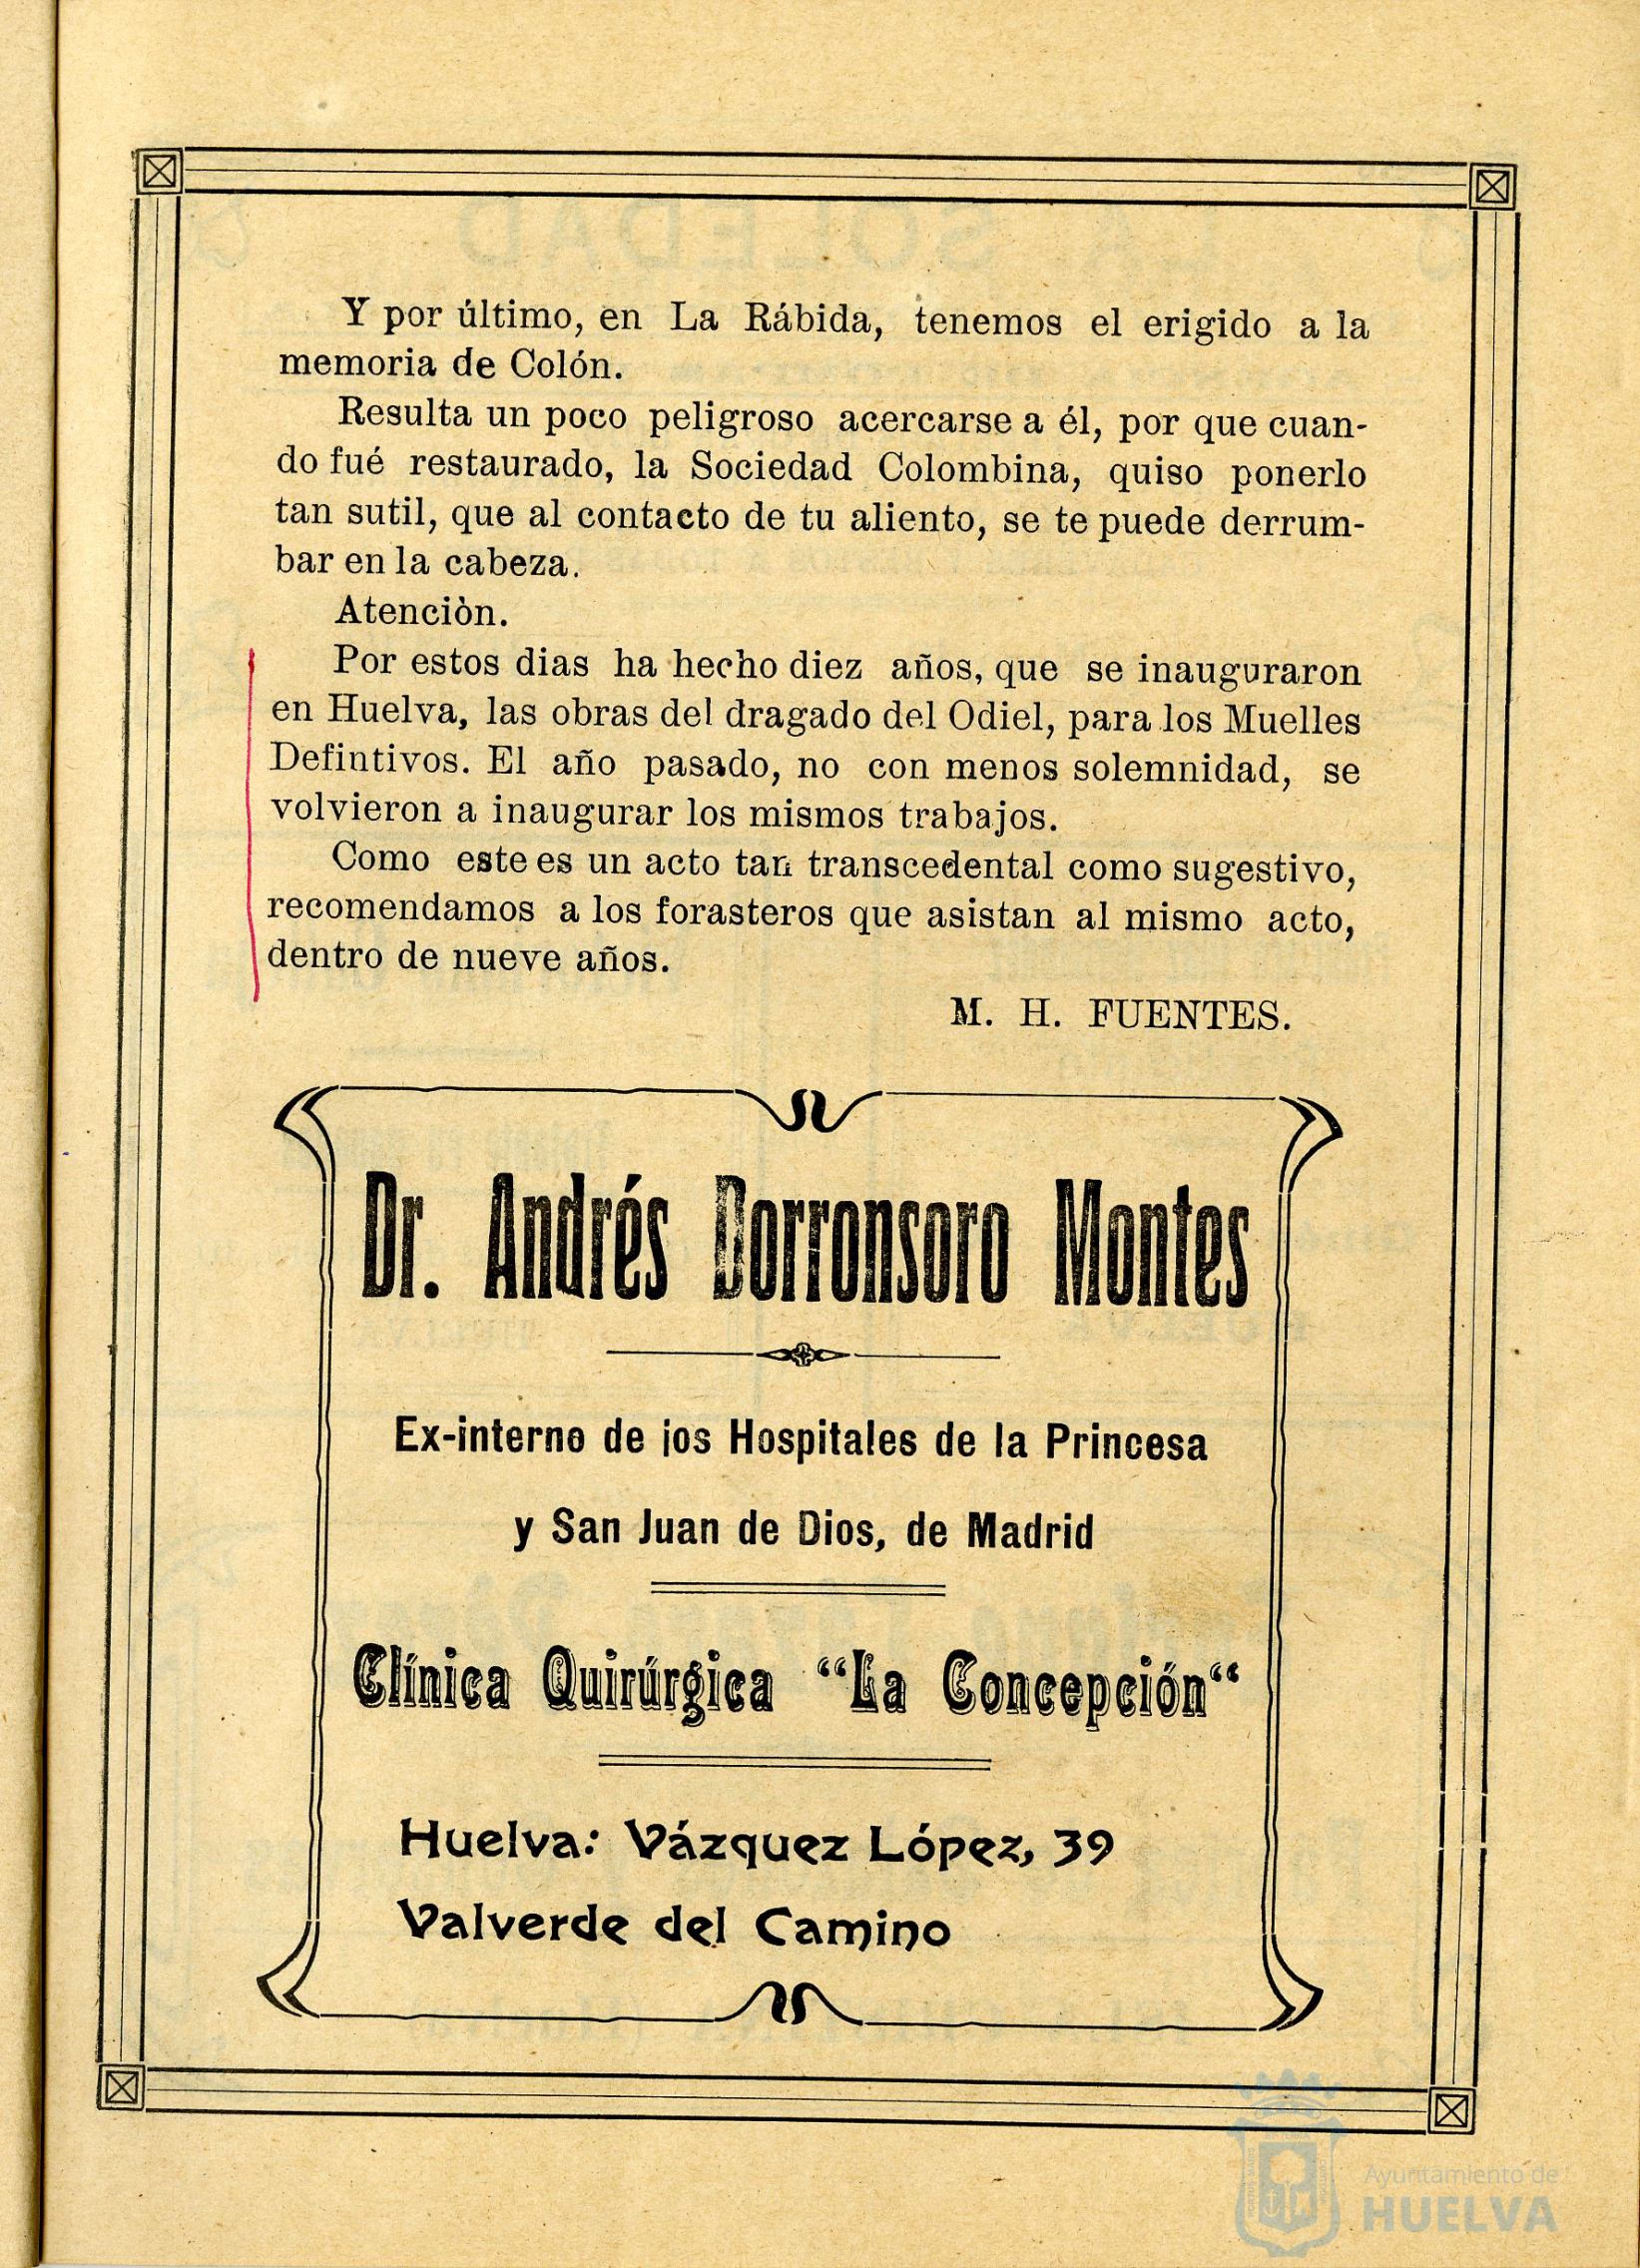 Y por último, en La Rábida, tenemos el erigido a la
memoria de Colón.
Resulta un poco peligroso acercarse a él, por que cuan-
do fué restaurado, la Sociedad Colombina, quiso ponerlo
tan sutil, que al contacto de tu aliento, se te puede derrum-
bar en la cabeza.
Atenciòn.
Por estos dias ha hecho diez años, que se inauguraron
en Huelva, las obras del dragado del Odiel, para los Muelles
Defintivos. El año pasado, no con menos solemnidad, se
volvieron a inaugurar los mismos trabajos.
Como este es un acto tan transcedental como sugestivo,
recomendamos a los forasteros que asistan al mismo acto,
dentro de nueve años.
M. H. FUENTES.
Dr. Andrés Dorronsoro Montes
Ex-interno de ios Hospitales de la Princesa
y San Juan de Dios, de Madrid
Clínica Quirúrgica “La Concepción“
Huelva: Vázquez López, 39
Valverde del Camino
Ayuntamiento de
HUELVA